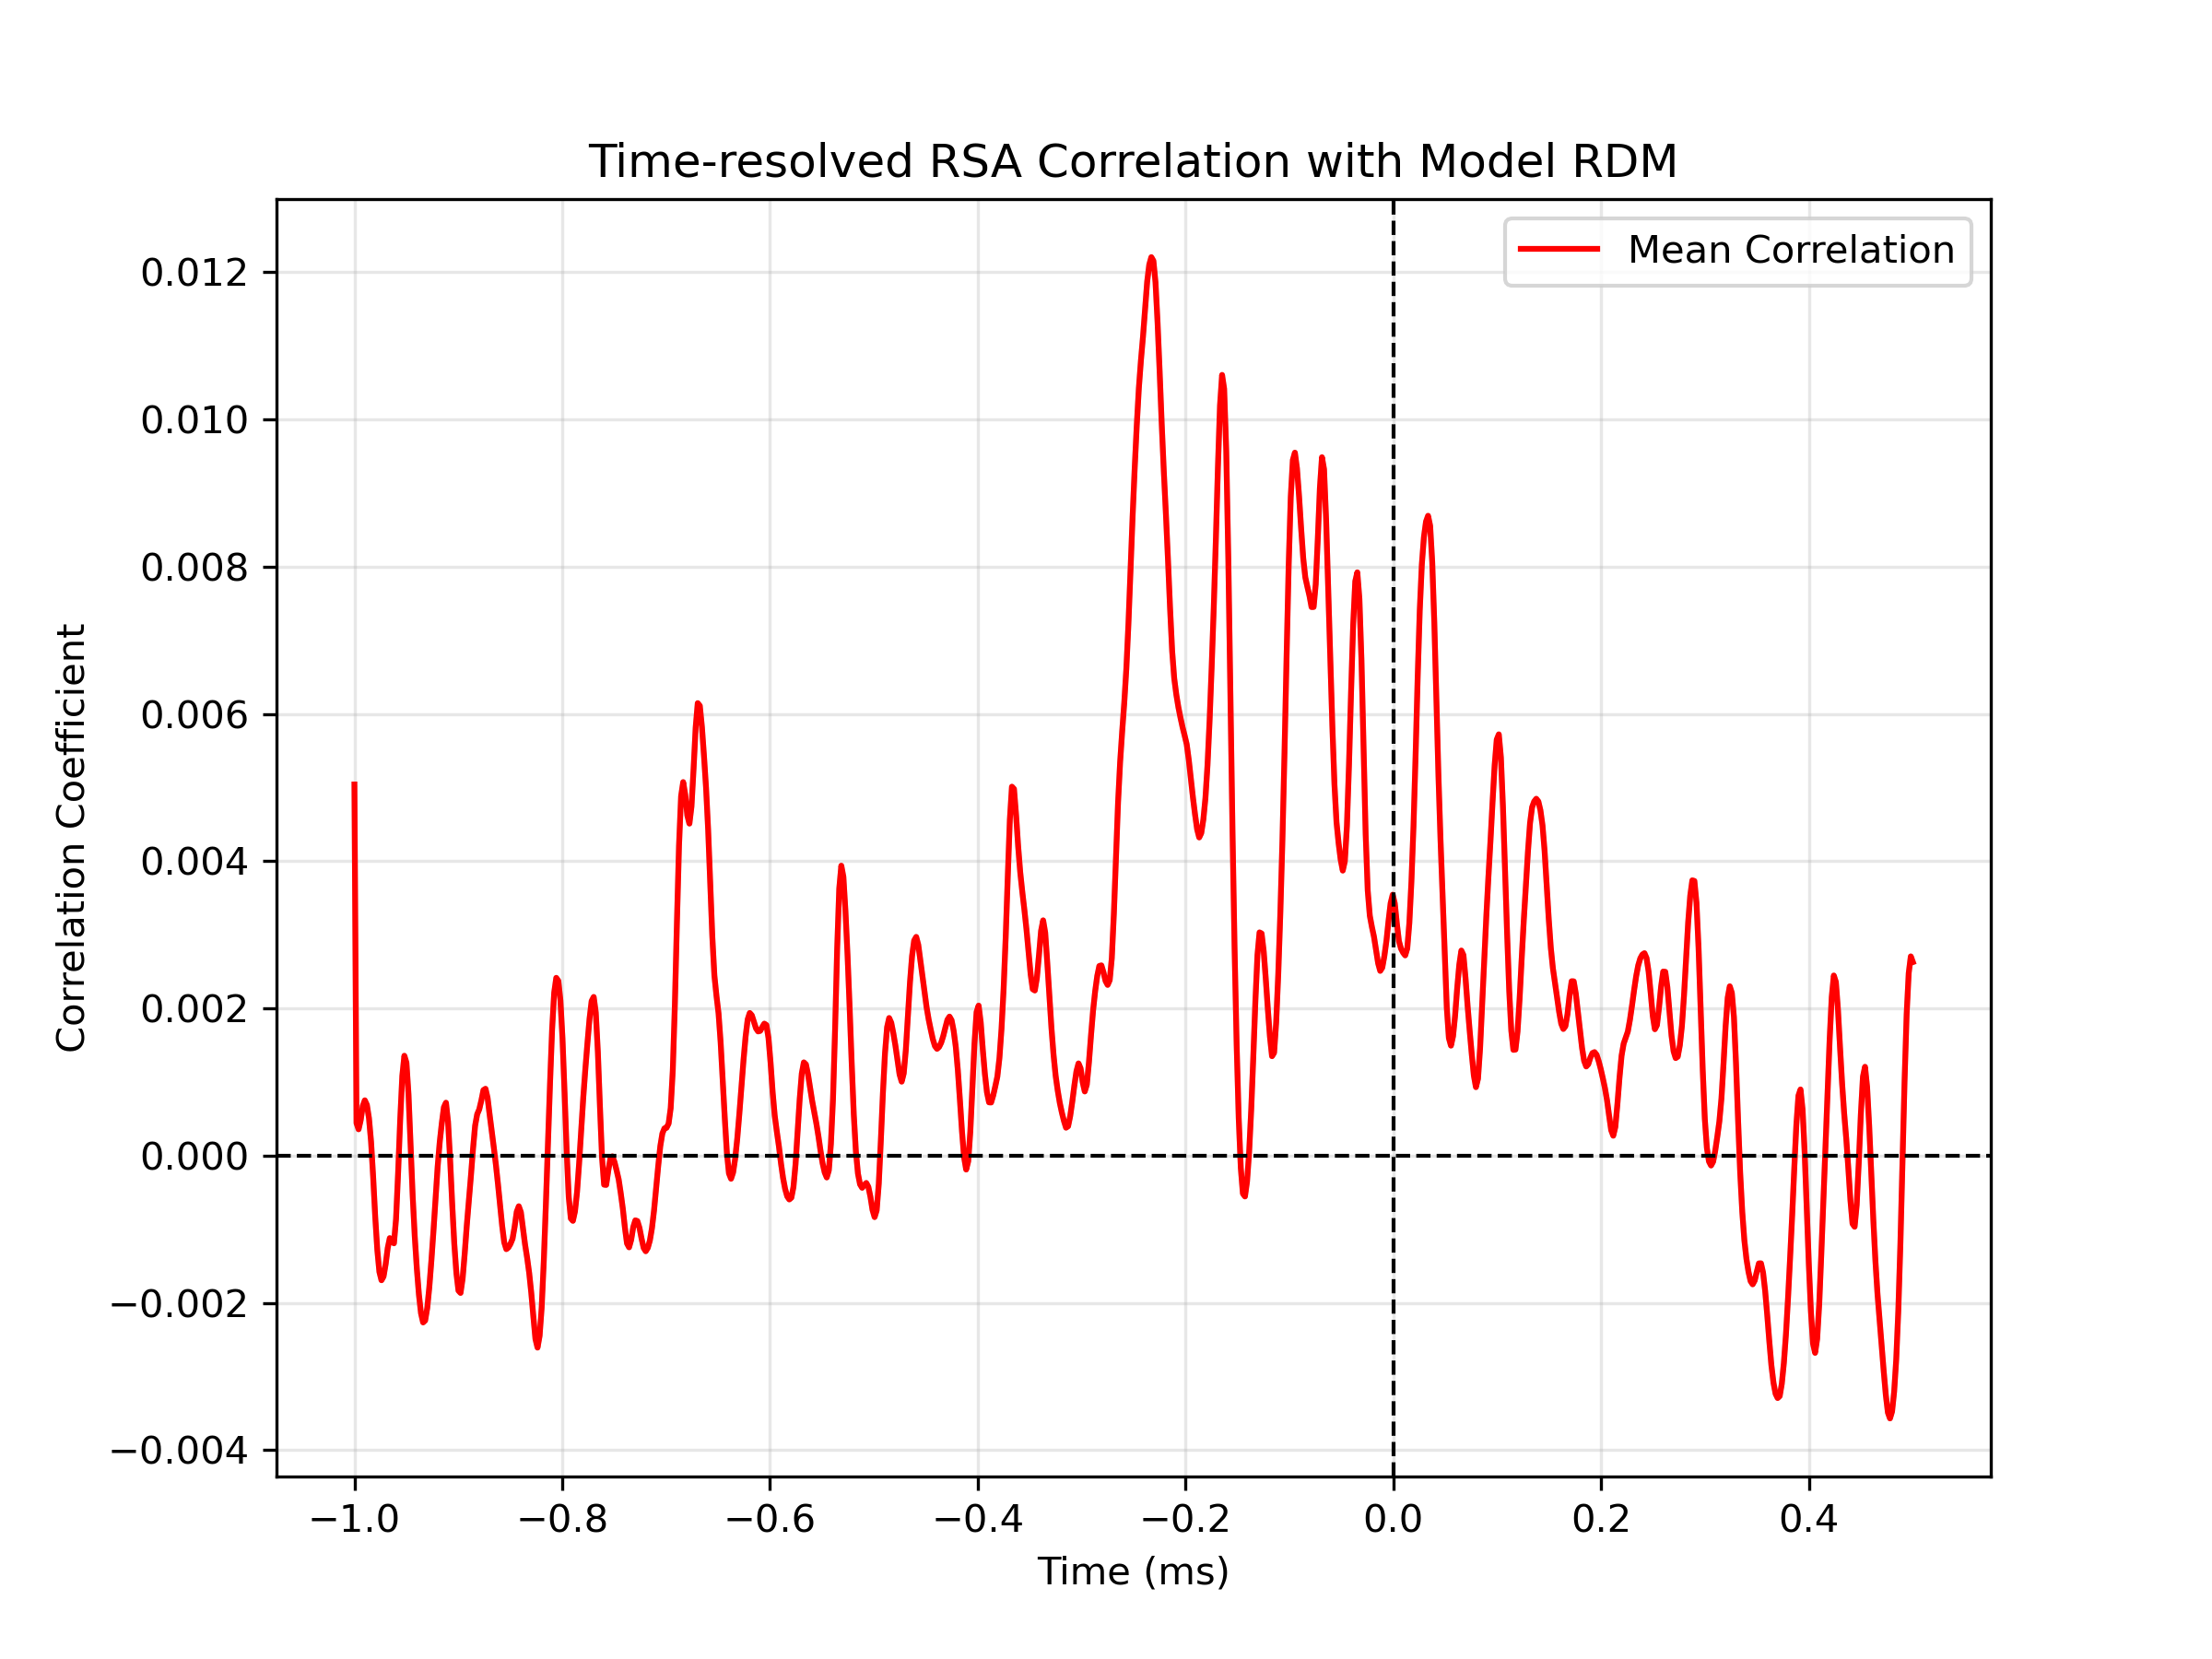 Time-resolved RSA Correlation with Model RDM
Mean Correlation
Correlation Coefficient
0.012
0.010
0.008
0.006
0.004
0.002
0.000
−0.002
−0.004
−1.0 −0.8 −0.6 −0.4 −0.2 0.0 0.2 0.4
Time (ms)